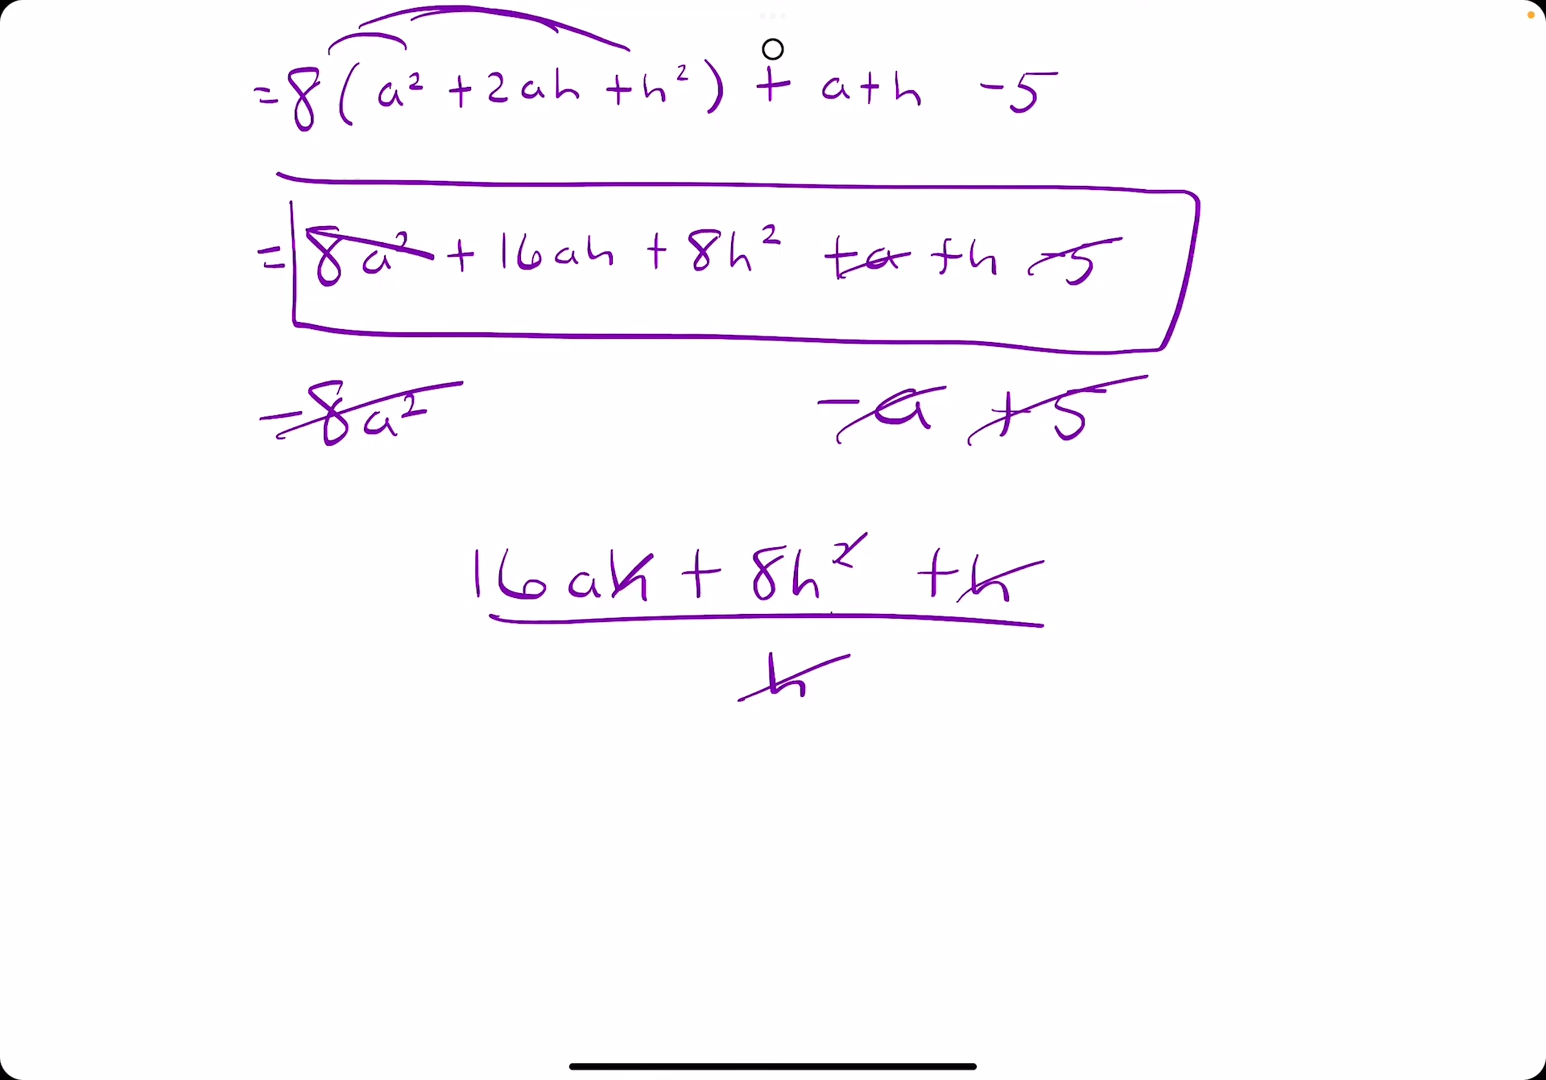 =8(a²+2ah+h²)+a+h -5
=8a²+16ah+8h² +a+h-5
-8a² -a +5
16ah+8h² +h
h